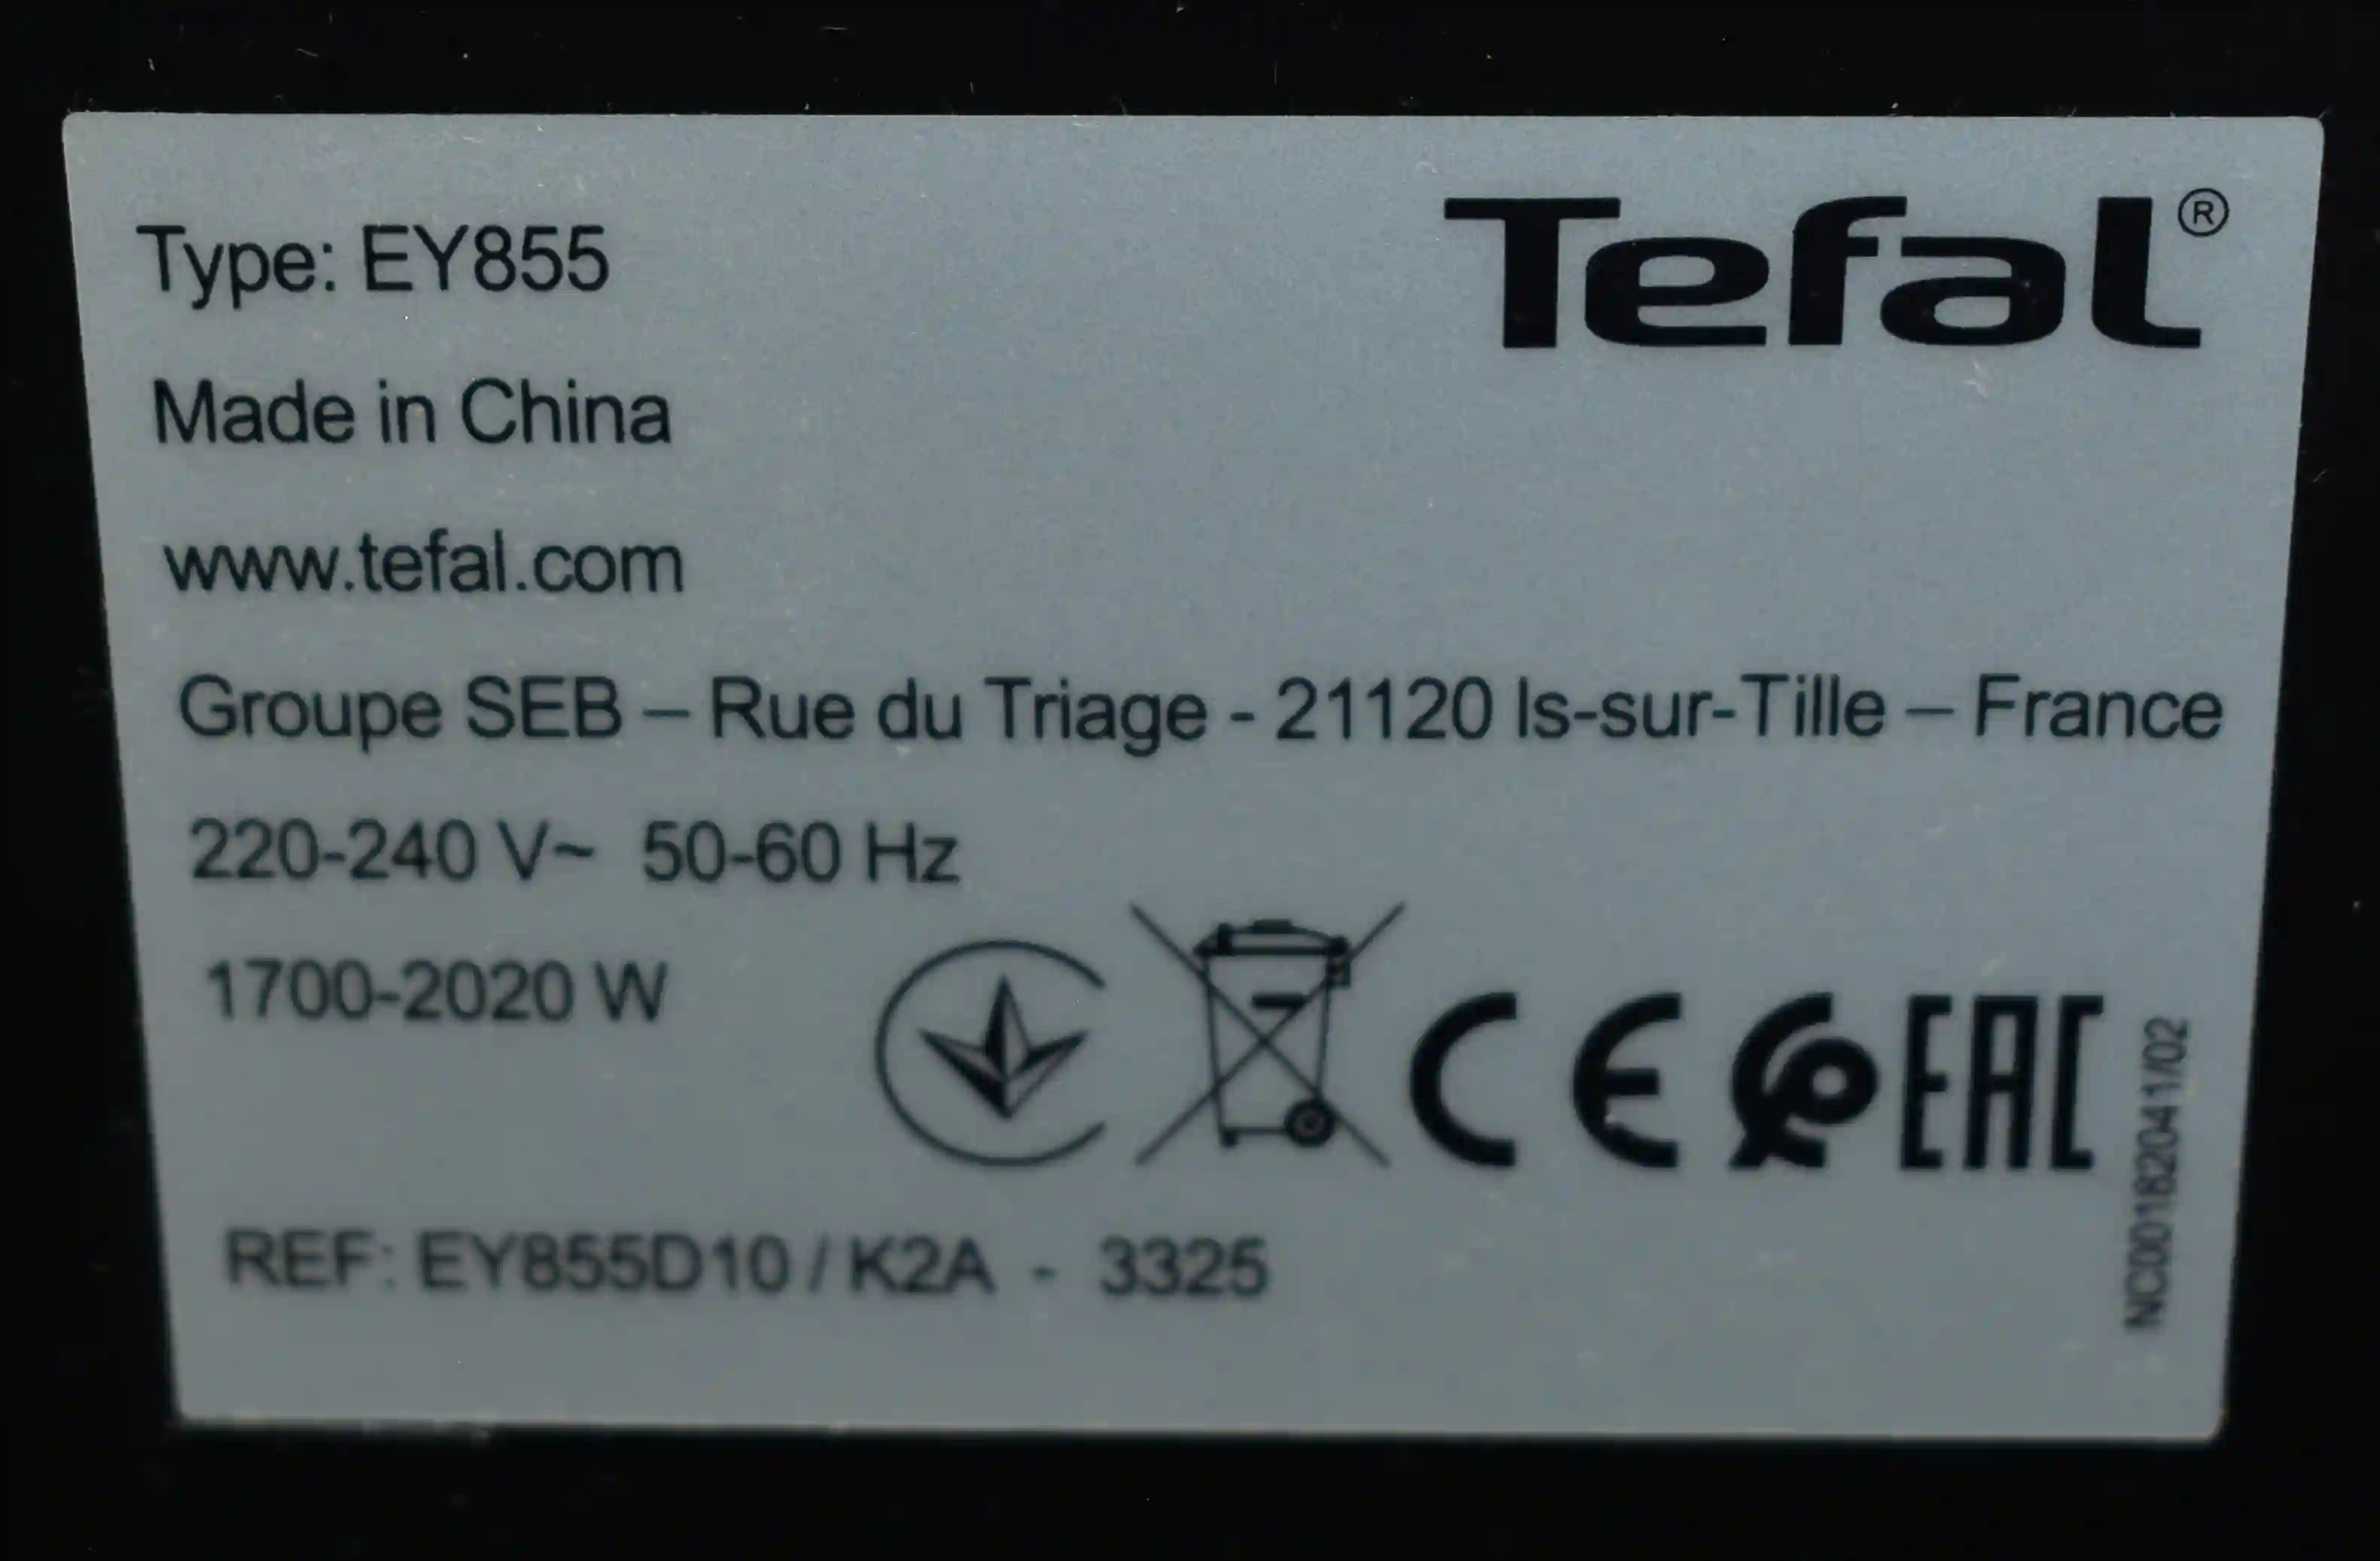 Type: EY855
Tefal®
Made in China
www.tefal.com
Groupe SEB – Rue du Triage - 21120 Is-sur-Tille – France
220-240 V~ 50-60 Hz
1700-2020 W
CE
EAC
NC00182041/02
REF: EY855D10 / K2A - 3325